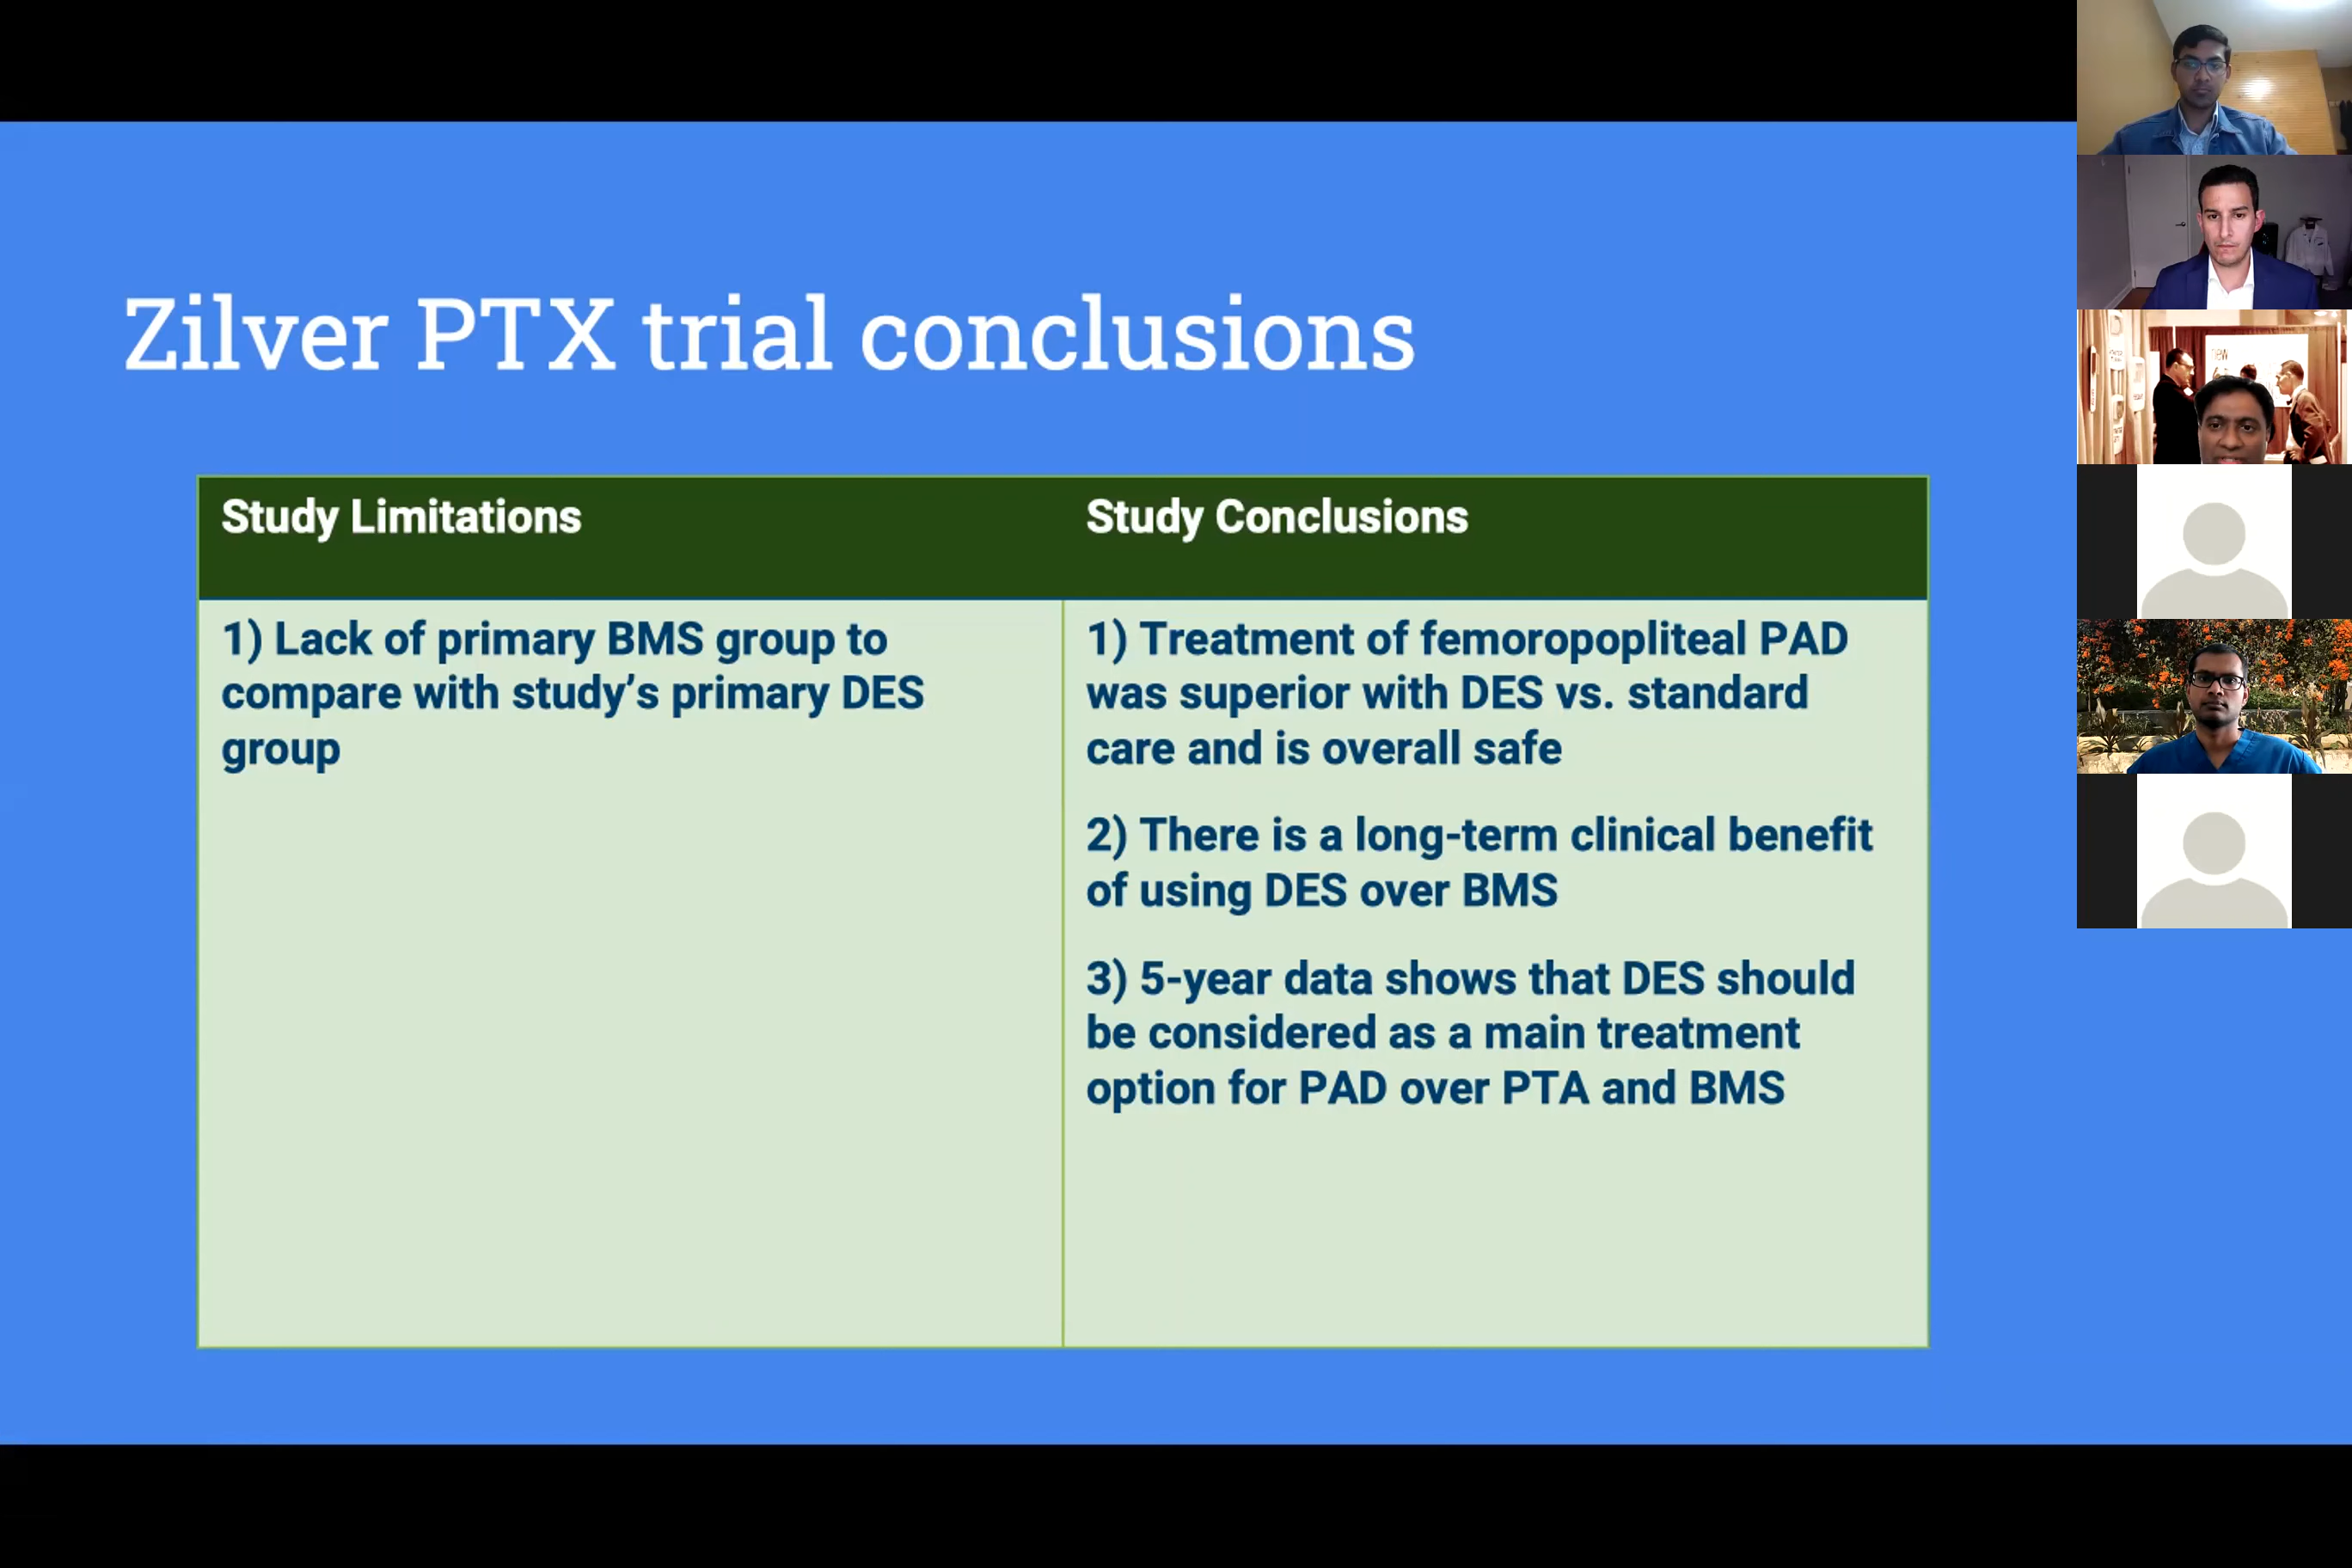 Zilver PTX trial conclusions
Study Limitations
Study Conclusions
1) Lack of primary BMS group to
compare with study’s primary DES
group
1) Treatment of femoropopliteal PAD
was superior with DES vs. standard
care and is overall safe
2) There is a long-term clinical benefit
of using DES over BMS
3) 5-year data shows that DES should
be considered as a main treatment
option for PAD over PTA and BMS